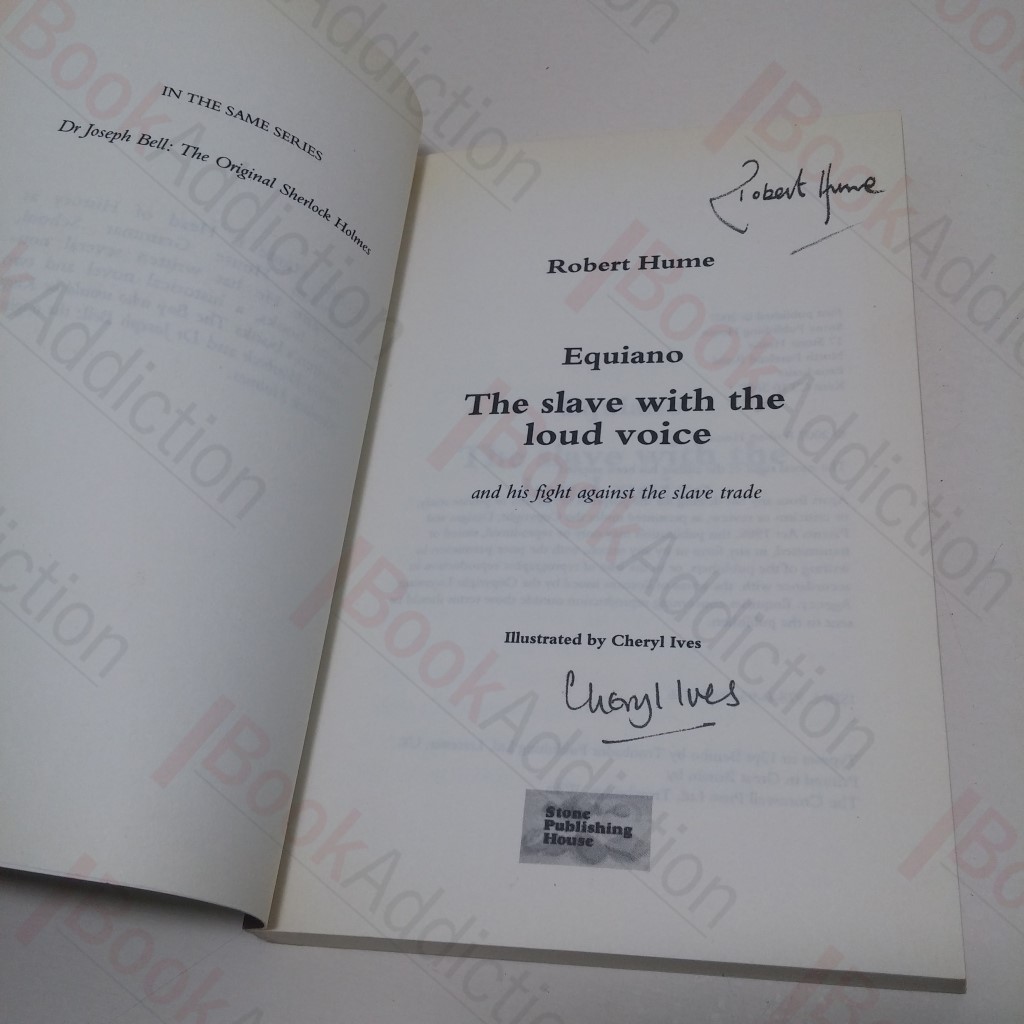 IN THE SAME SERIES
Dr Joseph Bell: The Original Sherlock Holmes
Robert Hume
Robert Hume
Equiano
The slave with the
loud voice
and his fight against the slave trade
Illustrated by Cheryl Ives
Cheryl Ives
Stone
Publishing
House
BookAddiction